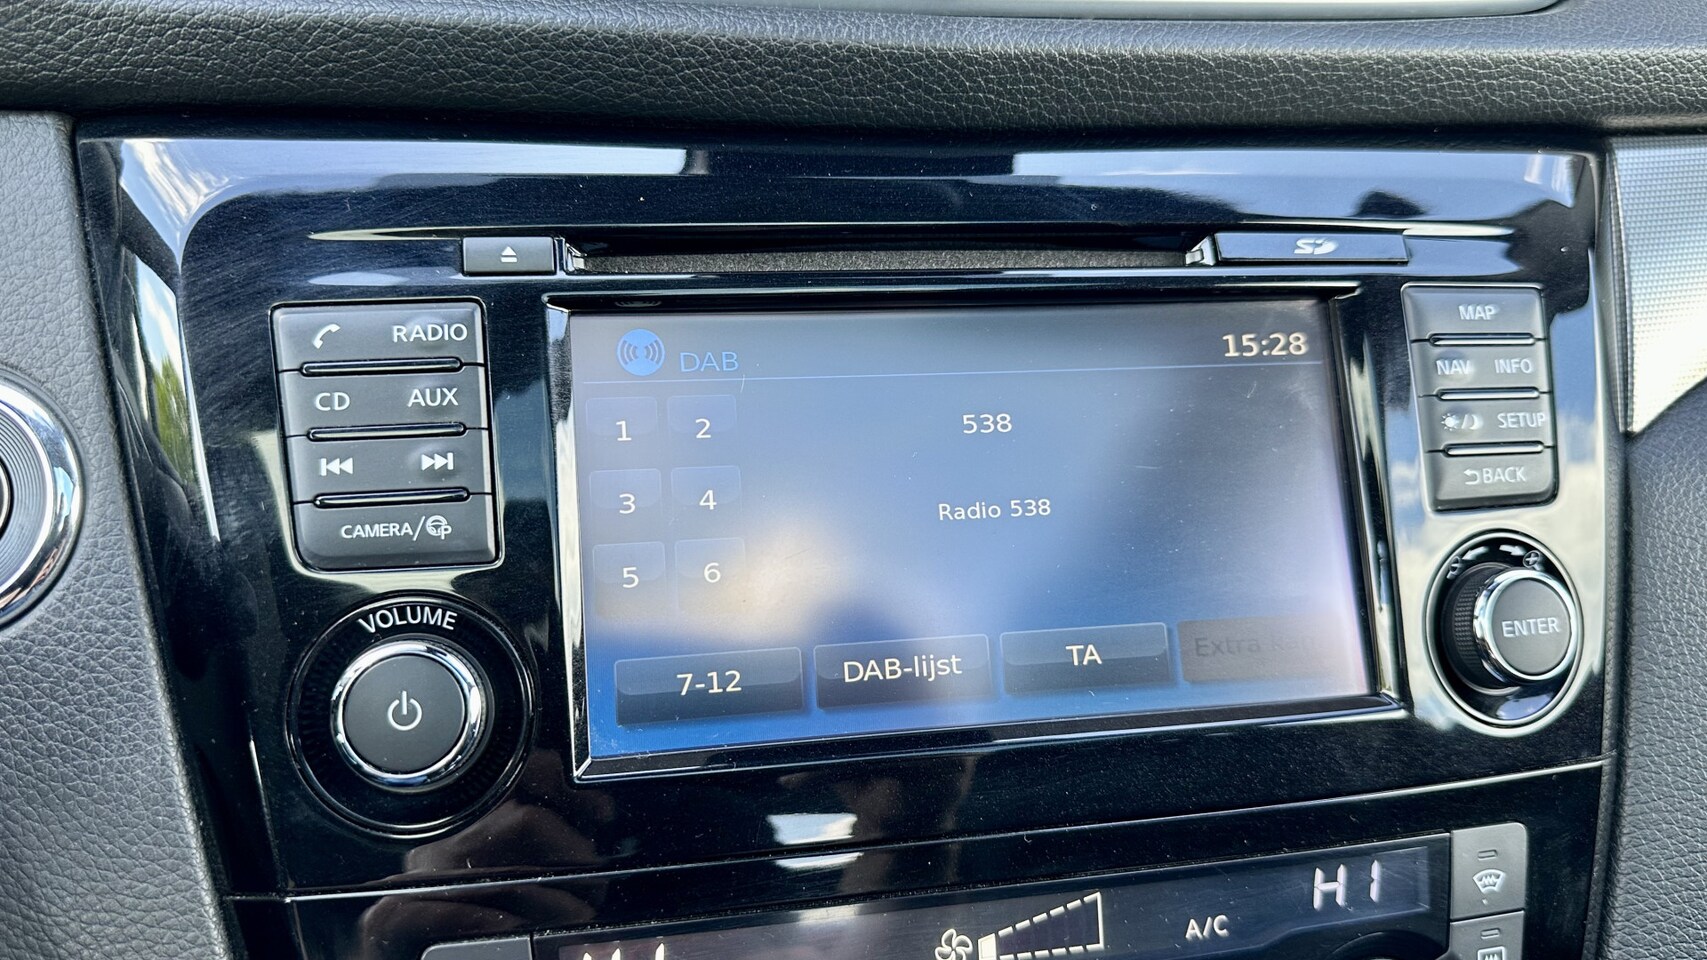 SD
RADIO
CD AUX
CAMERA/
VOLUME
DAB 15:28
1 2
3 4
5 6
538
Radio 538
7-12 DAB-lijst TA Extra
MAP
NAV INFO
SETUP
BACK
ENTER
HI
A/C